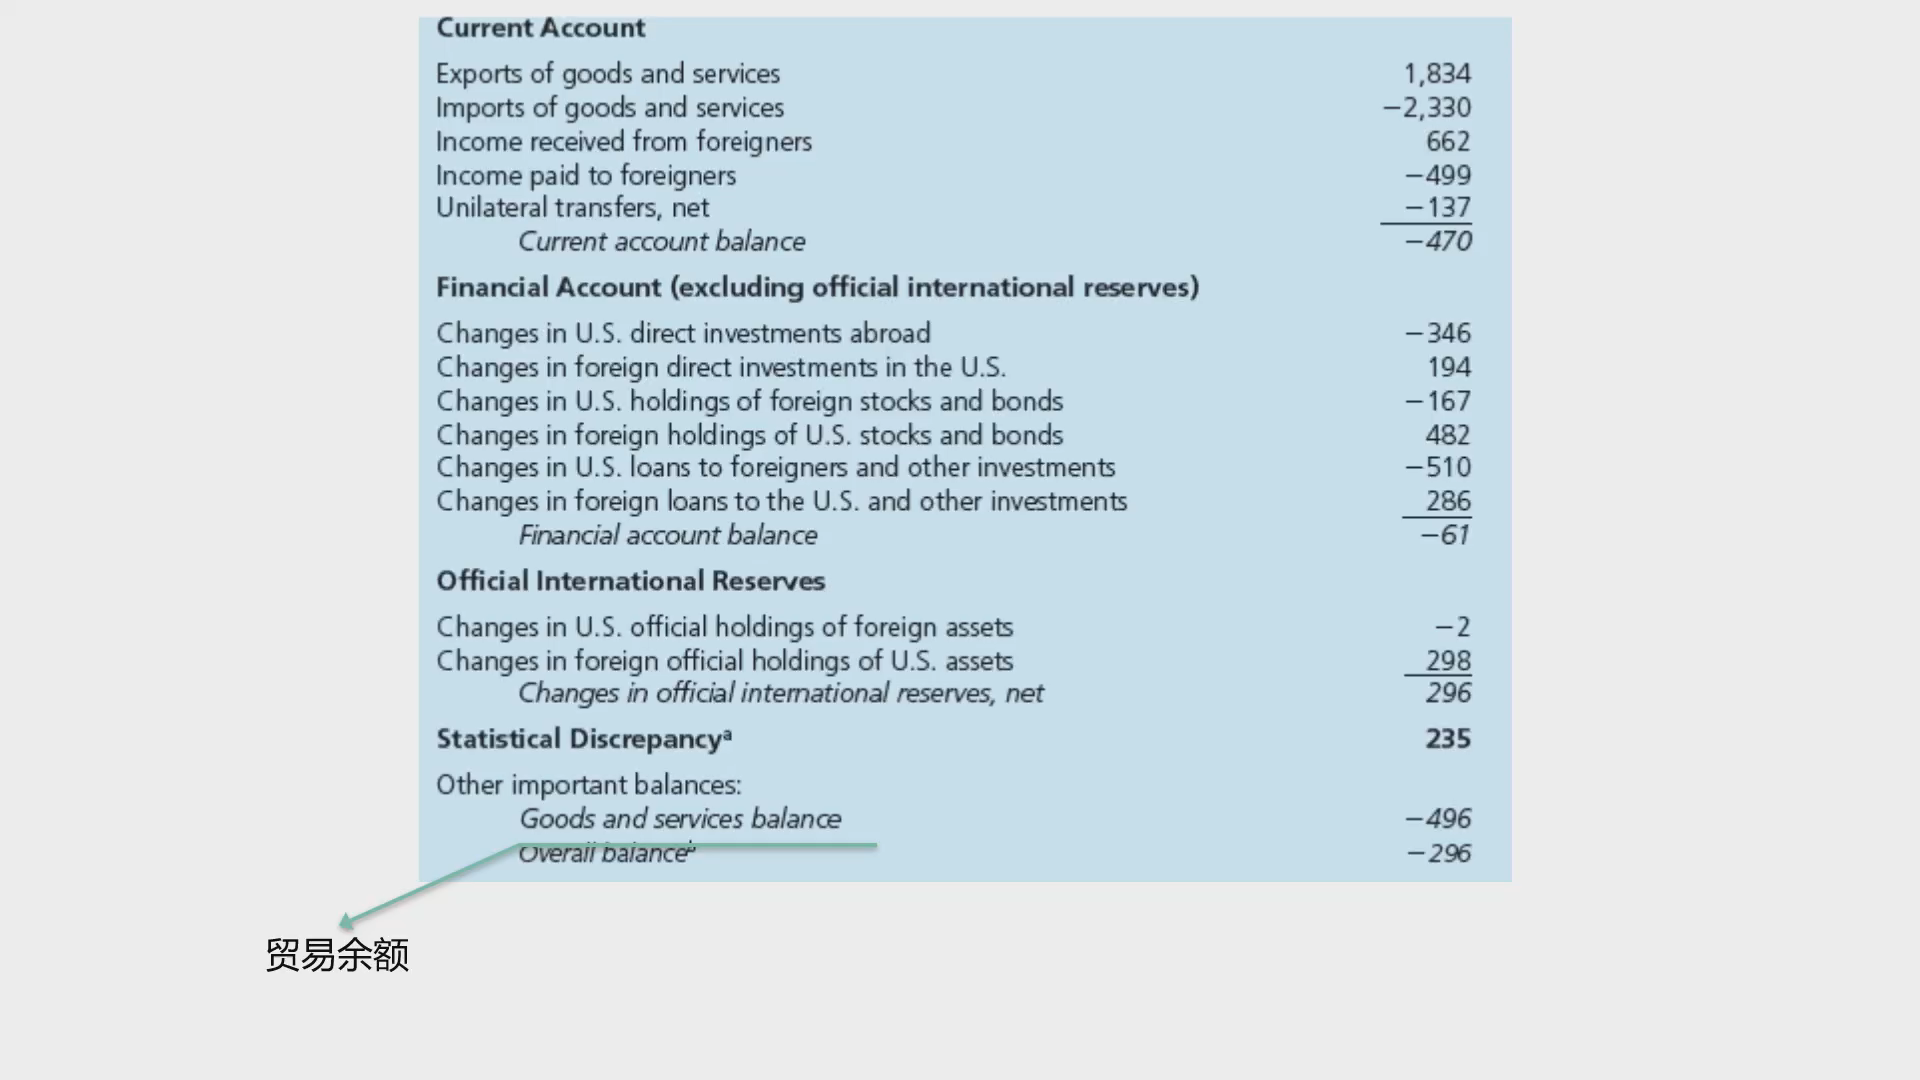 Current Account
Exports of goods and services 1,834
Imports of goods and services −2,330
Income received from foreigners 662
Income paid to foreigners −499
Unilateral transfers, net −137
Current account balance −470
Financial Account (excluding official international reserves)
Changes in U.S. direct investments abroad −346
Changes in foreign direct investments in the U.S. 194
Changes in U.S. holdings of foreign stocks and bonds −167
Changes in foreign holdings of U.S. stocks and bonds 482
Changes in U.S. loans to foreigners and other investments −510
Changes in foreign loans to the U.S. and other investments 286
Financial account balance −61
Official International Reserves
Changes in U.S. official holdings of foreign assets −2
Changes in foreign official holdings of U.S. assets 298
Changes in official international reserves, net 296
Statistical Discrepancyᵃ 235
Other important balances:
Goods and services balance −496
Overall balanceᵇ −296
贸易余额